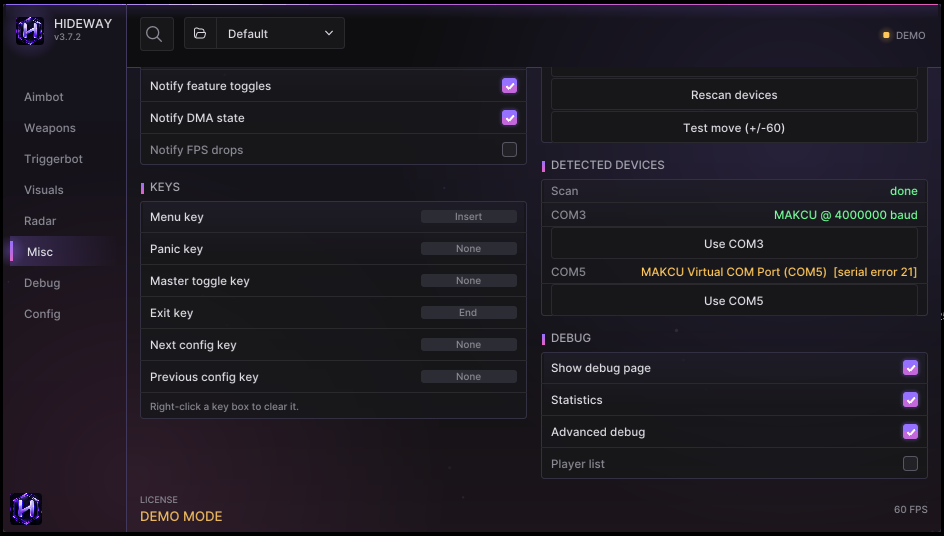 HIDEWAY
v3.7.2
Default
DEMO
Aimbot
Weapons
Triggerbot
Visuals
Radar
Misc
Debug
Config
Notify feature toggles
Notify DMA state
Notify FPS drops
KEYS
Menu key Insert
Panic key None
Master toggle key None
Exit key End
Next config key None
Previous config key None
Right-click a key box to clear it.
Rescan devices
Test move (+/-60)
DETECTED DEVICES
Scan done
COM3 MAKCU @ 4000000 baud
Use COM3
COM5 MAKCU Virtual COM Port (COM5) [serial error 21]
Use COM5
DEBUG
Show debug page
Statistics
Advanced debug
Player list
LICENSE
DEMO MODE
60 FPS